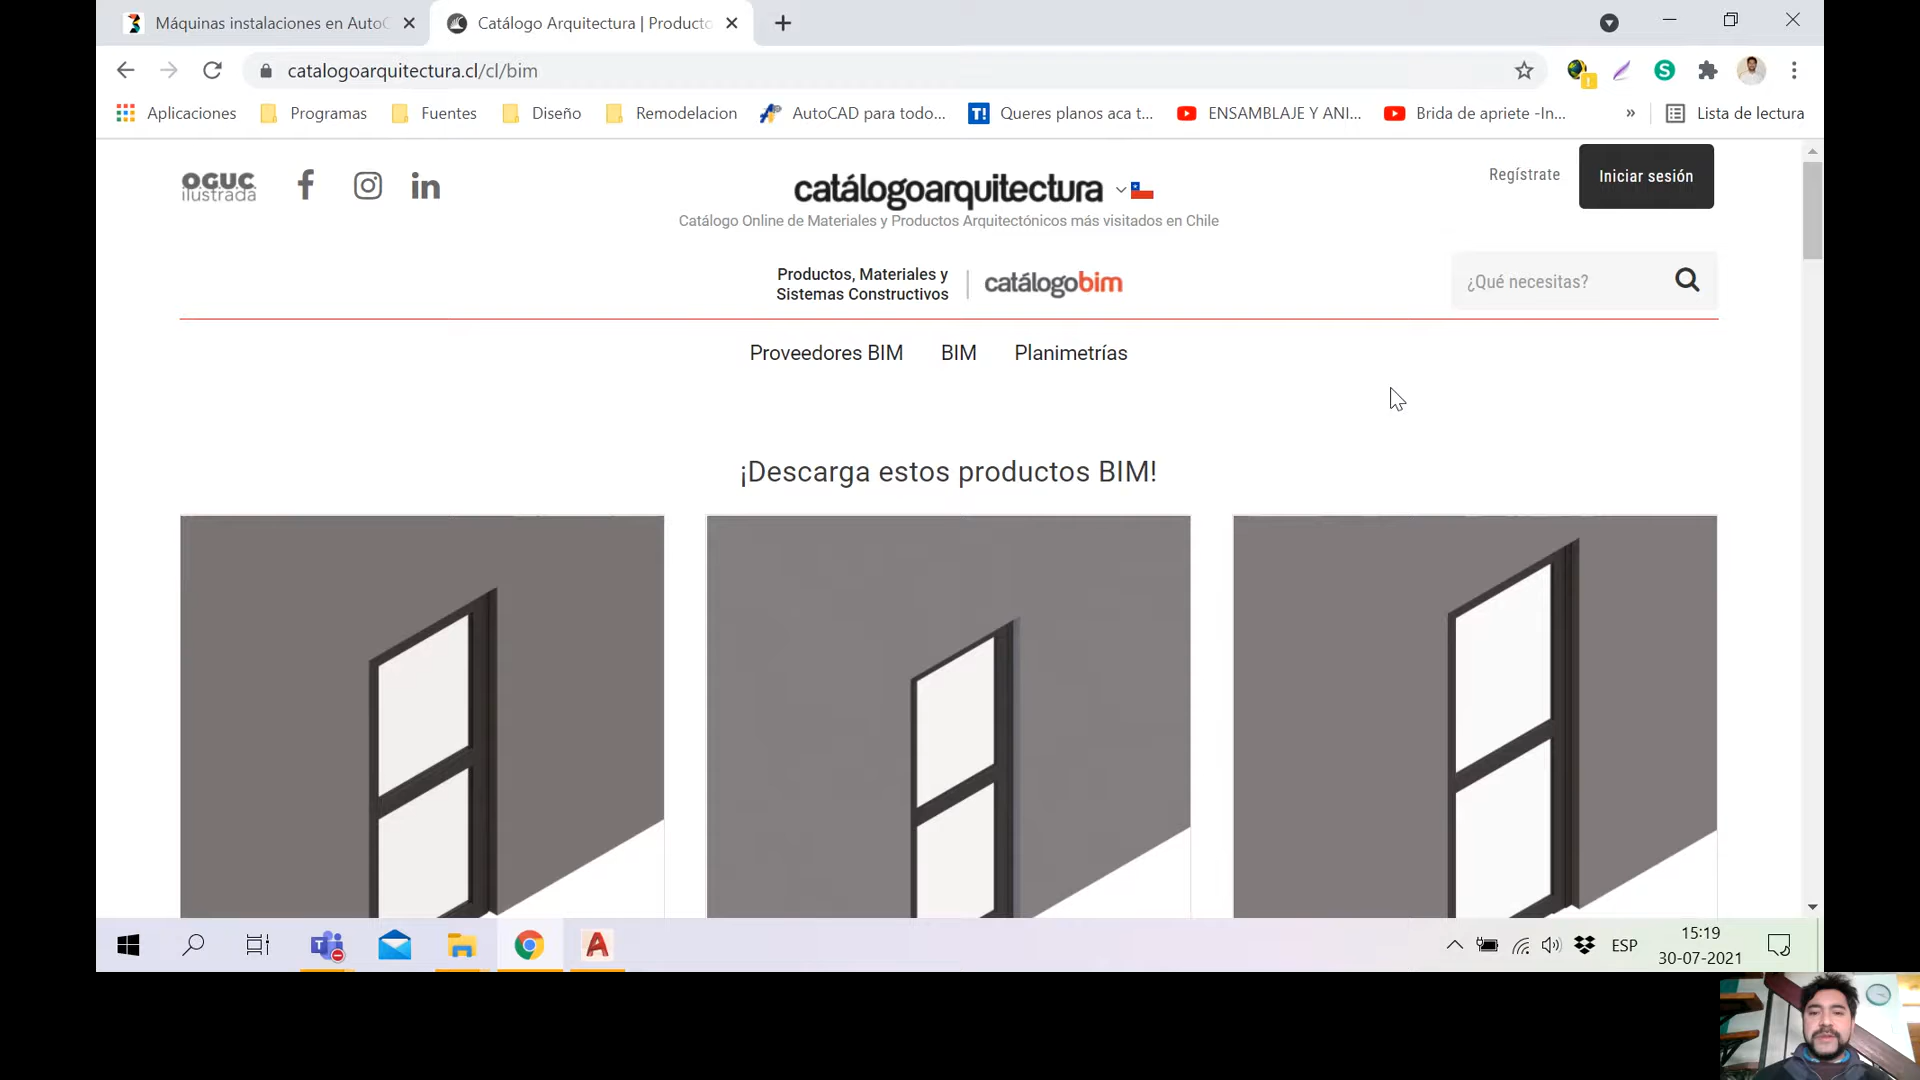 Máquinas instalaciones en AutoC
Catálogo Arquitectura | Producto
catalogoarquitectura.cl/cl/bim
Aplicaciones
Programas
Fuentes
Diseño
Remodelacion
AutoCAD para todo...
T! Queres planos aca t...
ENSAMBLAJE Y ANI...
Brida de apriete -In...
»
Lista de lectura
OGUC
ilustrada
catálogoarquitectura
Catálogo Online de Materiales y Productos Arquitectónicos más visitados en Chile
Regístrate
Iniciar sesión
Productos, Materiales y
Sistemas Constructivos
catálogobim
¿Qué necesitas?
Proveedores BIM
BIM
Planimetrías
¡Descarga estos productos BIM!
ESP
15:19
30-07-2021